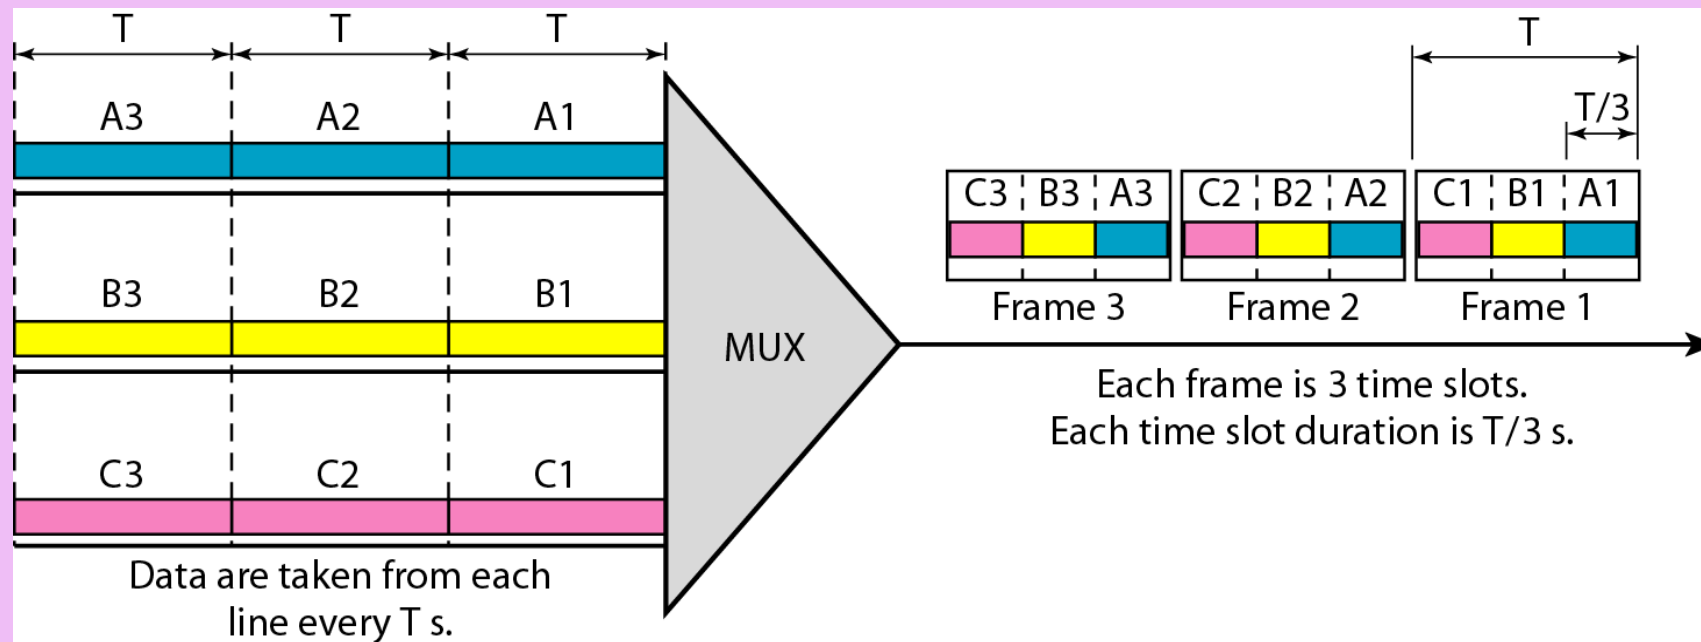 T T T T
T/3
A3 A2 A1
C3 B3 A3 C2 B2 A2 C1 B1 A1
B3 B2 B1
Frame 3 Frame 2 Frame 1
MUX
Each frame is 3 time slots.
Each time slot duration is T/3 s.
C3 C2 C1
Data are taken from each
line every T s.